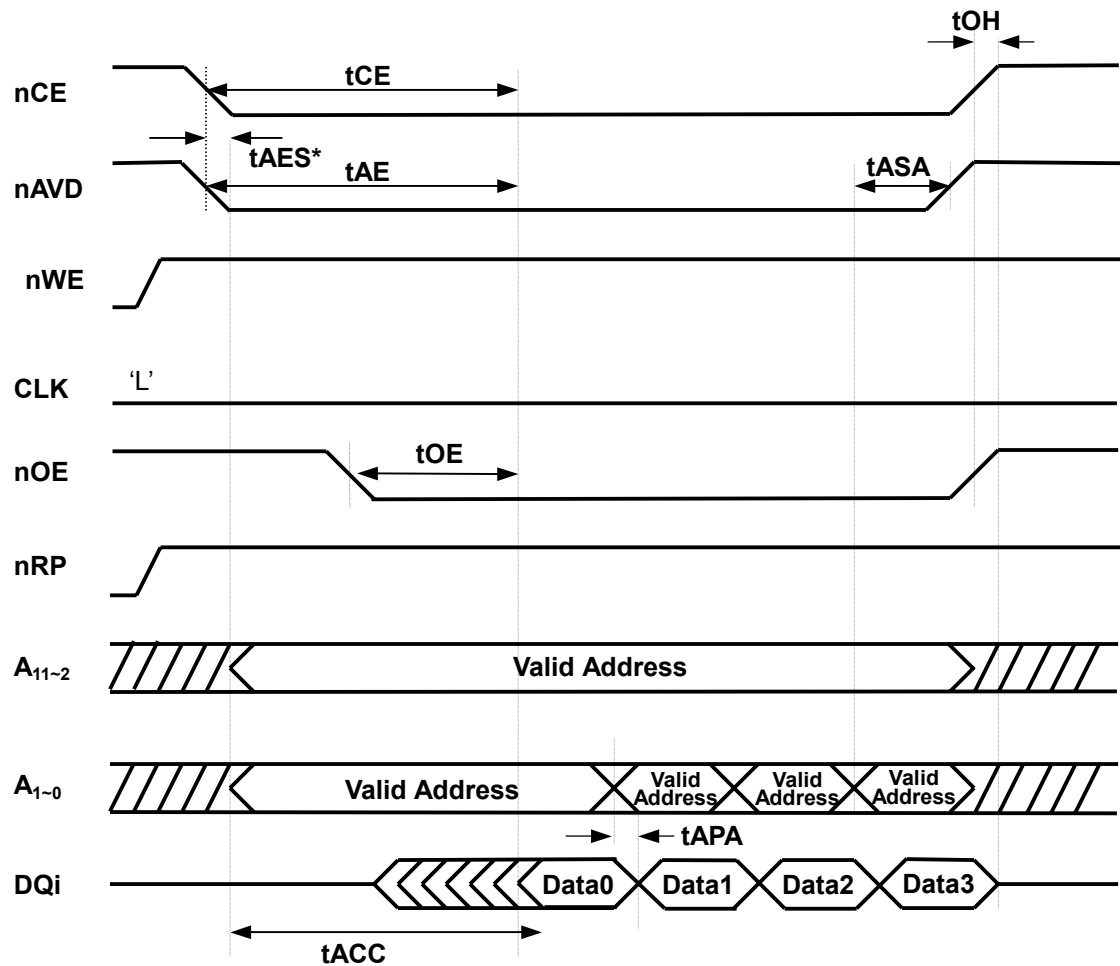 tOH
nCE
tCE
tAES*
nAVD
tAE
tASA
nWE
CLK
‘L’
nOE
tOE
nRP
A11~2
Valid Address
A1~0
Valid Address
Valid
Address
Valid
Address
Valid
Address
tAPA
DQi
Data0
Data1
Data2
Data3
tACC